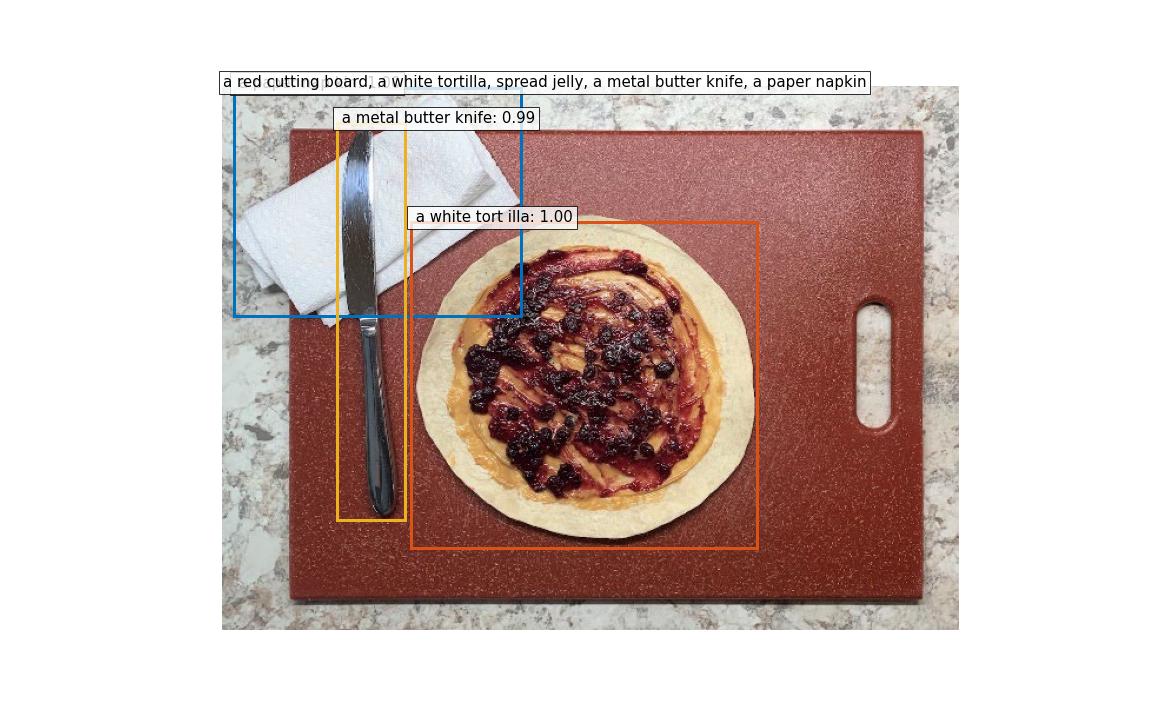 a red cutting board, a white tortilla, spread jelly, a metal butter knife, a paper napkin
a metal butter knife: 0.99
a white tort illa: 1.00